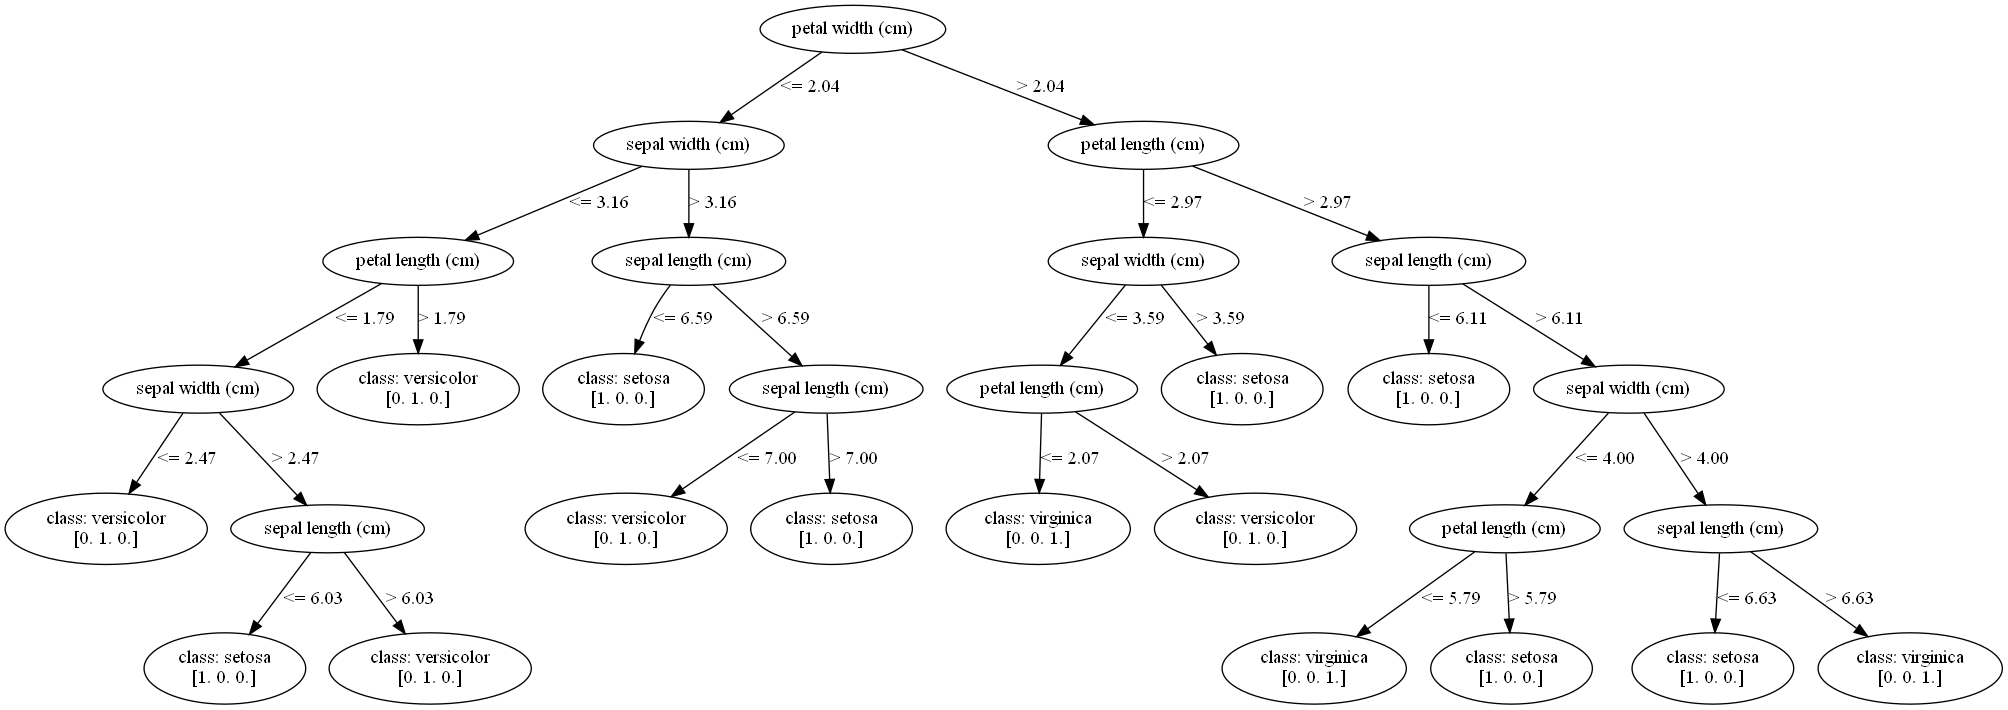 petal width (cm)
<= 2.04
> 2.04
sepal width (cm)
petal length (cm)
<= 3.16
> 3.16
<= 2.97
> 2.97
petal length (cm)
sepal length (cm)
sepal width (cm)
sepal length (cm)
<= 1.79
> 1.79
<= 6.59
> 6.59
<= 3.59
> 3.59
<= 6.11
> 6.11
sepal width (cm)
class: versicolor
[0. 1. 0.]
class: setosa
[1. 0. 0.]
sepal length (cm)
petal length (cm)
class: setosa
[1. 0. 0.]
class: setosa
[1. 0. 0.]
sepal width (cm)
<= 2.47
> 2.47
<= 7.00
> 7.00
<= 2.07
> 2.07
<= 4.00
> 4.00
class: versicolor
[0. 1. 0.]
sepal length (cm)
class: versicolor
[0. 1. 0.]
class: setosa
[1. 0. 0.]
class: virginica
[0. 0. 1.]
class: versicolor
[0. 1. 0.]
petal length (cm)
sepal length (cm)
<= 6.03
> 6.03
<= 5.79
> 5.79
<= 6.63
> 6.63
class: setosa
[1. 0. 0.]
class: versicolor
[0. 1. 0.]
class: virginica
[0. 0. 1.]
class: setosa
[1. 0. 0.]
class: setosa
[1. 0. 0.]
class: virginica
[0. 0. 1.]